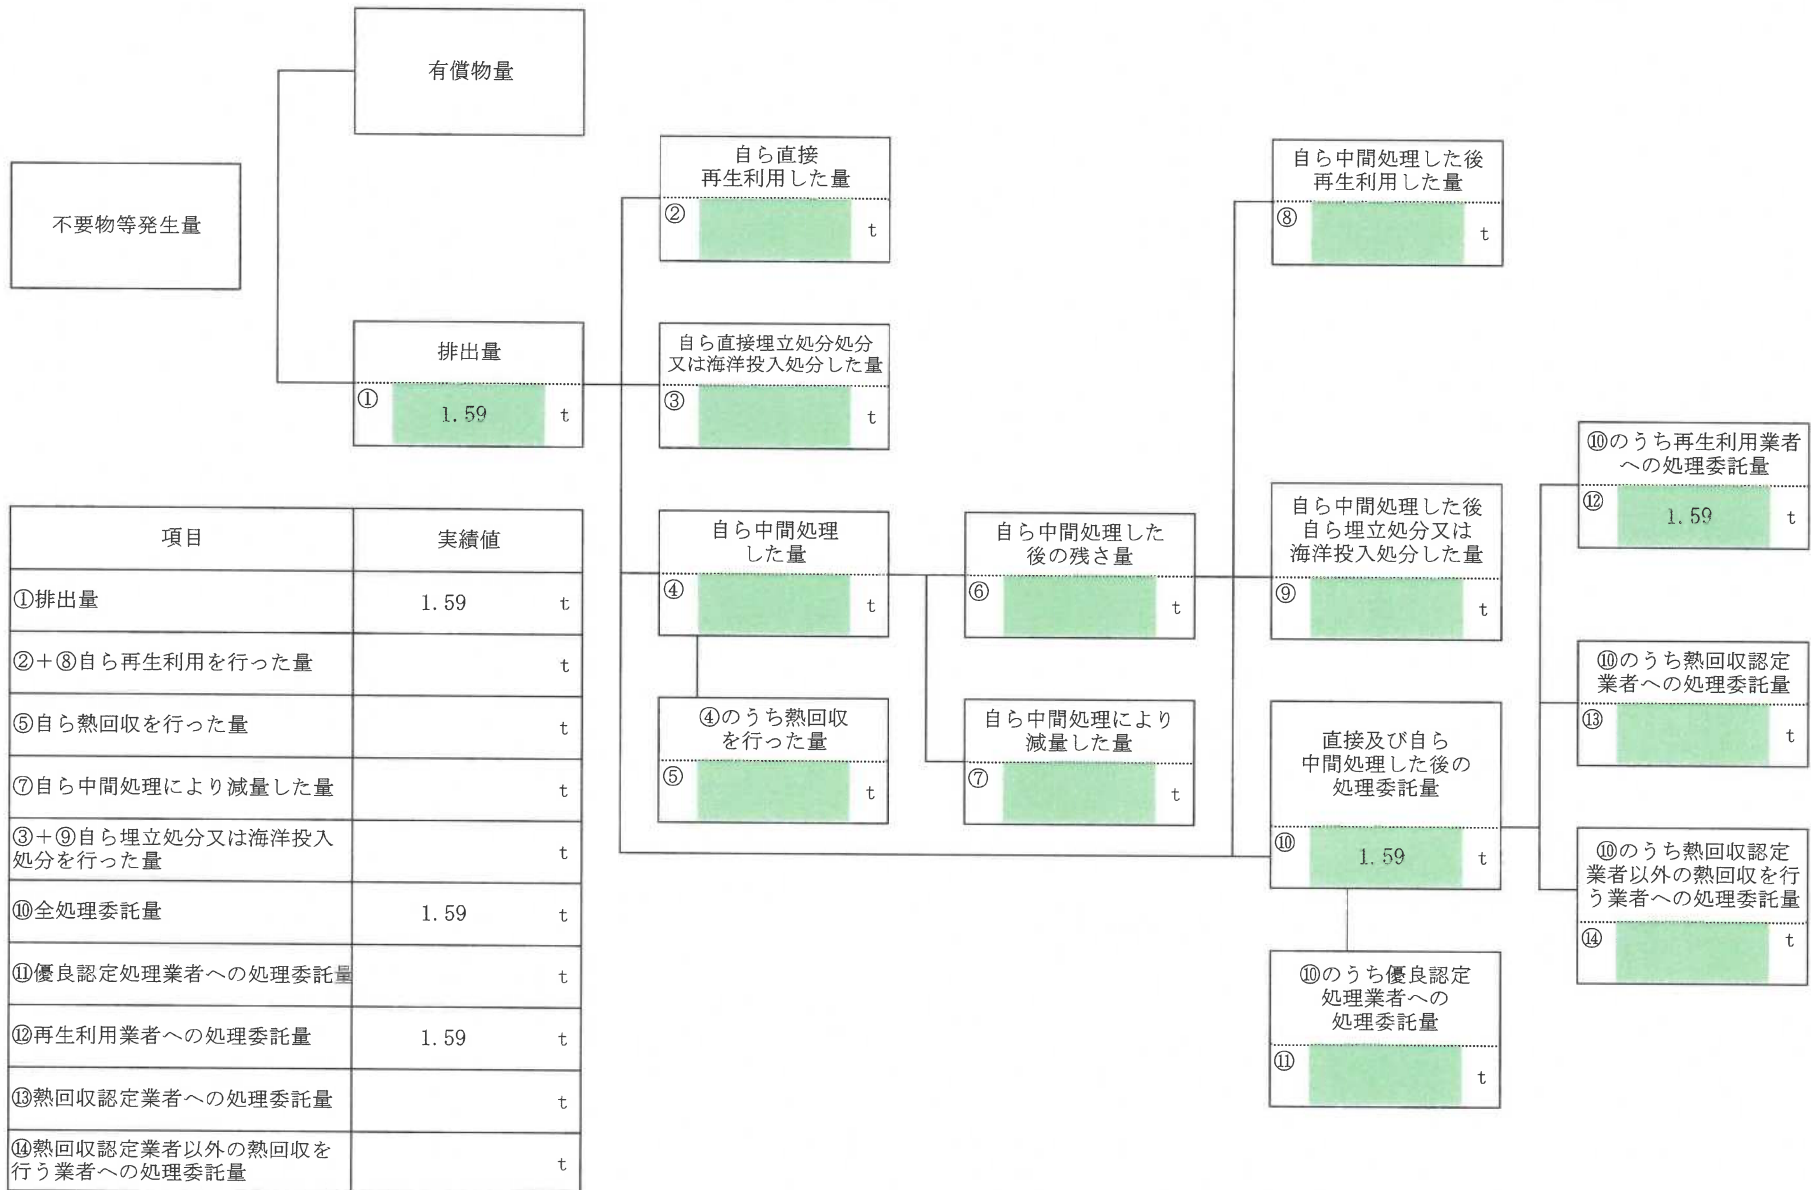 有償物量
不要物等発生量
排出量
①
1.59
t
自ら直接
再生利用した量
②
t
自ら直接埋立処分処分
又は海洋投入処分した量
③
t
自ら中間処理
した量
④
t
④のうち熱回収
を行った量
⑤
t
自ら中間処理した
後の残さ量
⑥
t
自ら中間処理により
減量した量
⑦
t
自ら中間処理した後
再生利用した量
⑧
t
自ら中間処理した後
自ら埋立処分又は
海洋投入処分した量
⑨
t
直接及び自ら
中間処理した後の
処理委託量
⑩
1.59
t
⑩のうち優良認定
処理業者への
処理委託量
⑪
t
⑩のうち再生利用業者
への処理委託量
⑫
1.59
t
⑩のうち熱回収認定
業者への処理委託量
⑬
t
⑩のうち熱回収認定
業者以外の熱回収を行
う業者への処理委託量
⑭
t
項目 実績値
①排出量 1.59 t
②+⑧自ら再生利用を行った量 t
⑤自ら熱回収を行った量 t
⑦自ら中間処理により減量した量 t
③+⑨自ら埋立処分又は海洋投入
処分を行った量 t
⑩全処理委託量 1.59 t
⑪優良認定処理業者への処理委託量 t
⑫再生利用業者への処理委託量 1.59 t
⑬熱回収認定業者への処理委託量 t
⑭熱回収認定業者以外の熱回収を
行う業者への処理委託量 t